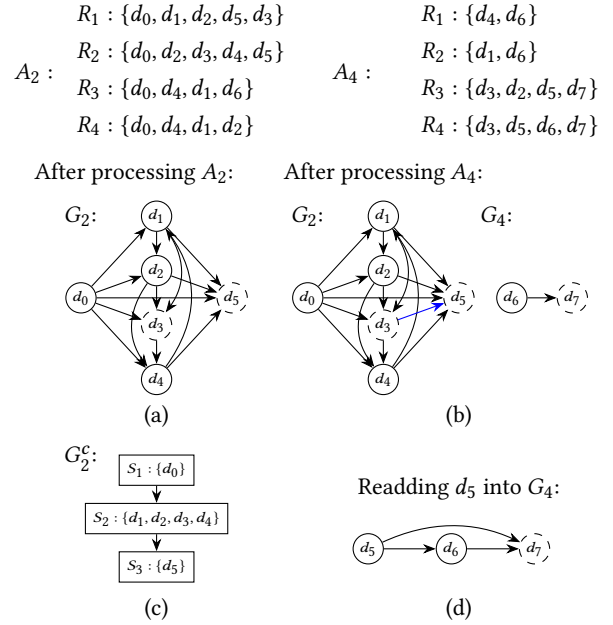 A₂ :
R₁ : {d₀, d₁, d₂, d₅, d₃}
R₂ : {d₀, d₂, d₃, d₄, d₅}
R₃ : {d₀, d₄, d₁, d₆}
R₄ : {d₀, d₄, d₁, d₂}
A₄ :
R₁ : {d₄, d₆}
R₂ : {d₁, d₆}
R₃ : {d₃, d₂, d₅, d₇}
R₄ : {d₃, d₅, d₆, d₇}
After processing A₂:
G₂:
d₁
d₂
d₀
d₅
d₃
d₄
(a)
After processing A₄:
G₂:
d₁
d₂
d₀
d₅
d₃
d₄
G₄:
d₆
d₇
(b)
G₂ᶜ:
S₁ : {d₀}
S₂ : {d₁, d₂, d₃, d₄}
S₃ : {d₅}
(c)
Readding d₅ into G₄:
d₅
d₆
d₇
(d)